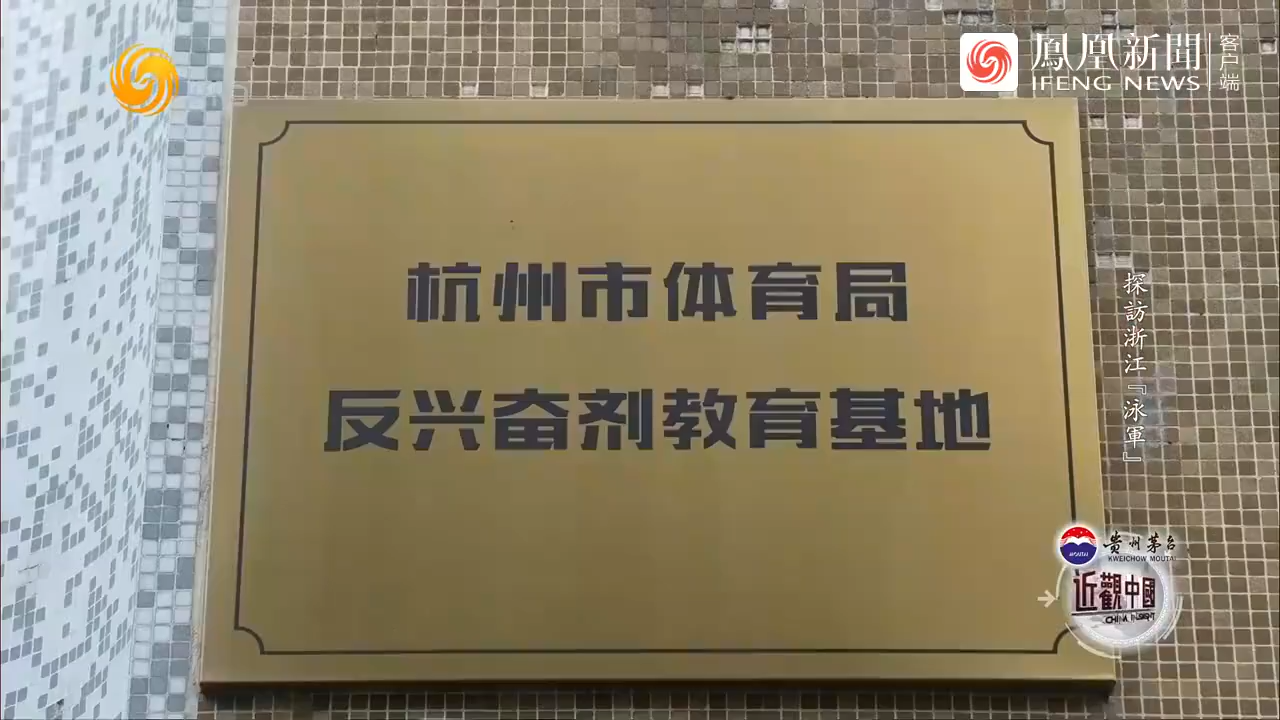 鳳凰新聞
IFENG NEWS
客户端
杭州市体育局
反兴奋剂教育基地
探訪浙江『泳軍』
MOUTAI
贵州茅台
KWEICHOW MOUTAI
近觀中國
CHINA INSIGHT